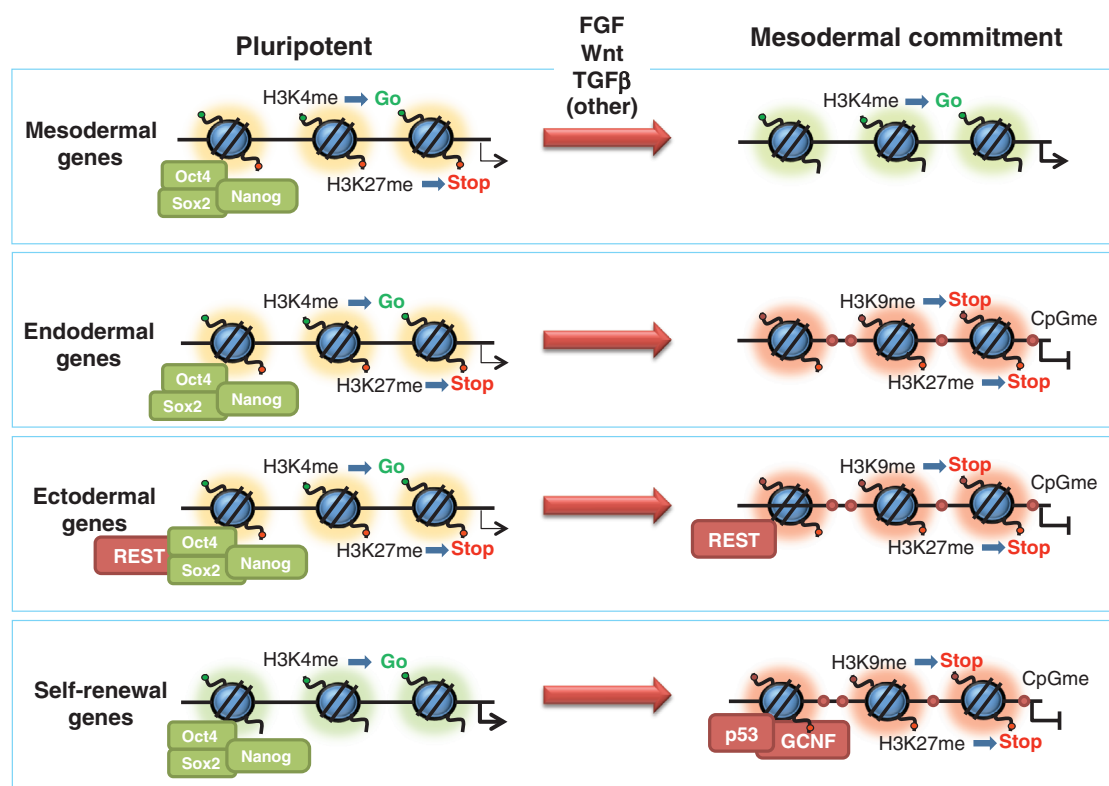 Pluripotent
FGF
Wnt
TGFβ
(other)
Mesodermal commitment
Mesodermal
genes
H3K4me Go
H3K27me Stop
Oct4
Sox2
Nanog
H3K4me Go
Endodermal
genes
H3K4me Go
H3K27me Stop
Oct4
Sox2
Nanog
H3K9me Stop
CpGme
H3K27me Stop
Ectodermal
genes
H3K4me Go
H3K27me Stop
REST
Oct4
Sox2
Nanog
H3K9me Stop
CpGme
REST
H3K27me Stop
Self-renewal
genes
H3K4me Go
Oct4
Sox2
Nanog
H3K9me Stop
CpGme
p53
GCNF
H3K27me Stop